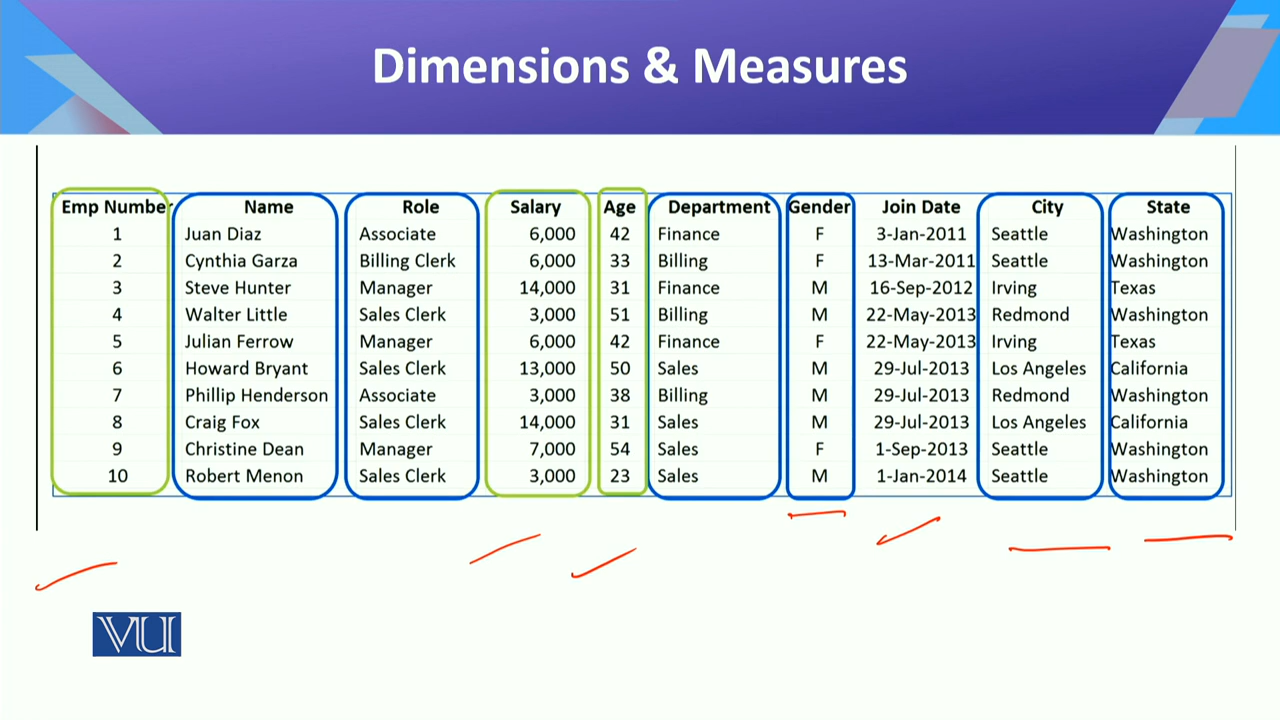 Dimensions & Measures
Emp Number Name Role Salary Age Department Gender Join Date City State
1 Juan Diaz Associate 6,000 42 Finance F 3-Jan-2011 Seattle Washington
2 Cynthia Garza Billing Clerk 6,000 33 Billing F 13-Mar-2011 Seattle Washington
3 Steve Hunter Manager 14,000 31 Finance M 16-Sep-2012 Irving Texas
4 Walter Little Sales Clerk 3,000 51 Billing M 22-May-2013 Redmond Washington
5 Julian Ferrow Manager 6,000 42 Finance F 22-May-2013 Irving Texas
6 Howard Bryant Sales Clerk 13,000 50 Sales M 29-Jul-2013 Los Angeles California
7 Phillip Henderson Associate 3,000 38 Billing M 29-Jul-2013 Redmond Washington
8 Craig Fox Sales Clerk 14,000 31 Sales M 29-Jul-2013 Los Angeles California
9 Christine Dean Manager 7,000 54 Sales F 1-Sep-2013 Seattle Washington
10 Robert Menon Sales Clerk 3,000 23 Sales M 1-Jan-2014 Seattle Washington
VU